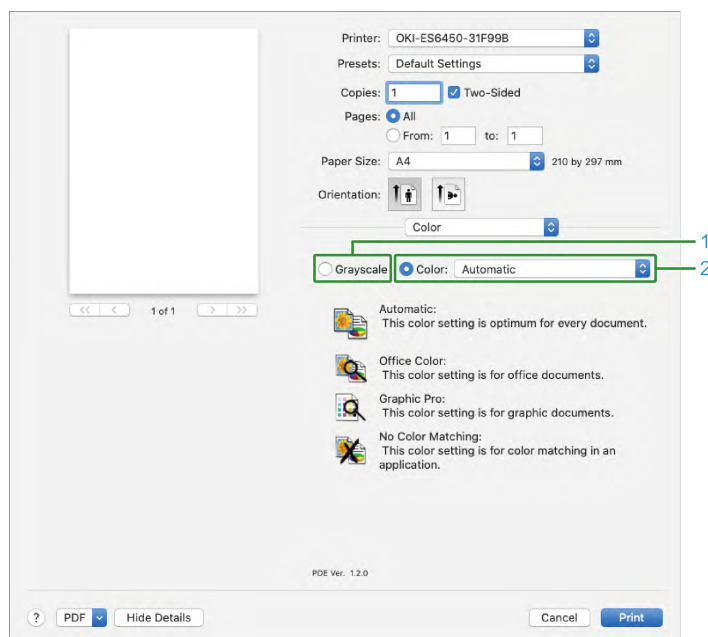 Printer: OKI-ES6450-31F99B
Presets: Default Settings
Copies: 1 Two-Sided
Pages: All
From: 1 to: 1
Paper Size: A4 210 by 297 mm
Orientation:
Color
1
Grayscale Color: Automatic 2
<< < 1 of 1 > >>
Automatic:
This color setting is optimum for every document.
Office Color:
This color setting is for office documents.
Graphic Pro:
This color setting is for graphic documents.
No Color Matching:
This color setting is for color matching in an
application.
PDE Ver. 1.2.0
? PDF Hide Details Cancel Print